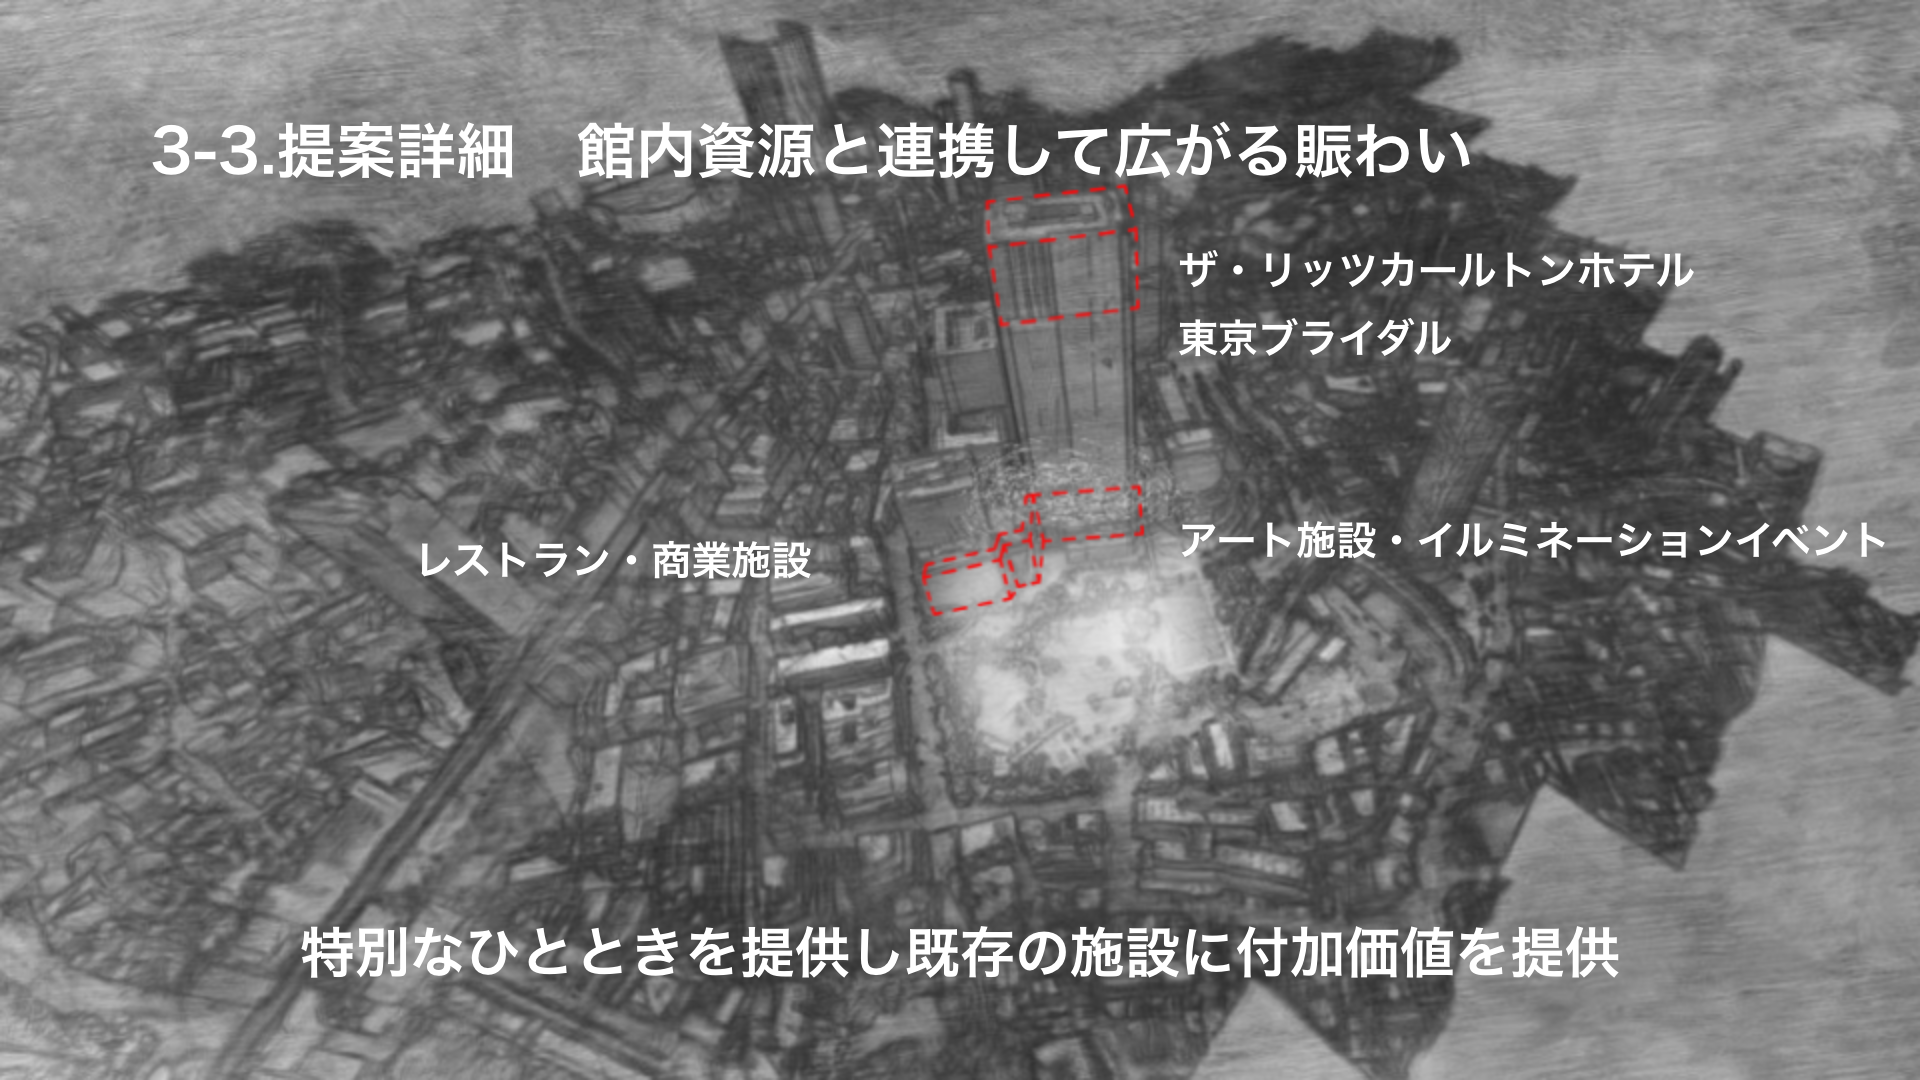 3-3.提案詳細　館内資源と連携して広がる賑わい
ザ・リッツカールトンホテル
東京ブライダル
アート施設・イルミネーションイベント
レストラン・商業施設
特別なひとときを提供し既存の施設に付加価値を提供